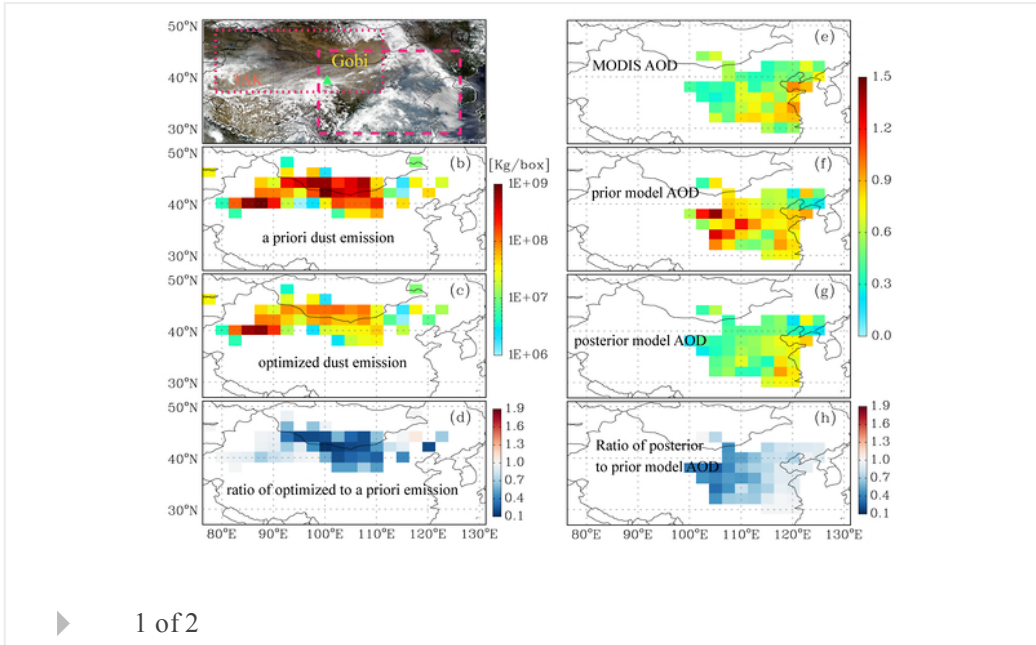 50°N
40°N
30°N
Gobi
(b)
50°N
40°N
30°N
a priori dust emission
[Kg/box]
1E+09
1E+08
1E+07
1E+06
(c)
50°N
40°N
30°N
optimized dust emission
(d)
50°N
40°N
30°N
ratio of optimized to a priori emission
1.9
1.6
1.3
1.0
0.7
0.4
0.1
80°E 90°E 100°E 110°E 120°E 130°E
(e)
MODIS AOD
(f)
prior model AOD
1.5
1.2
0.9
0.6
0.3
0.0
(g)
posterior model AOD
(h)
Ratio of posterior
to prior model AOD
1.9
1.6
1.3
1.0
0.7
0.4
0.1
80°E 90°E 100°E 110°E 120°E 130°E
1 of 2